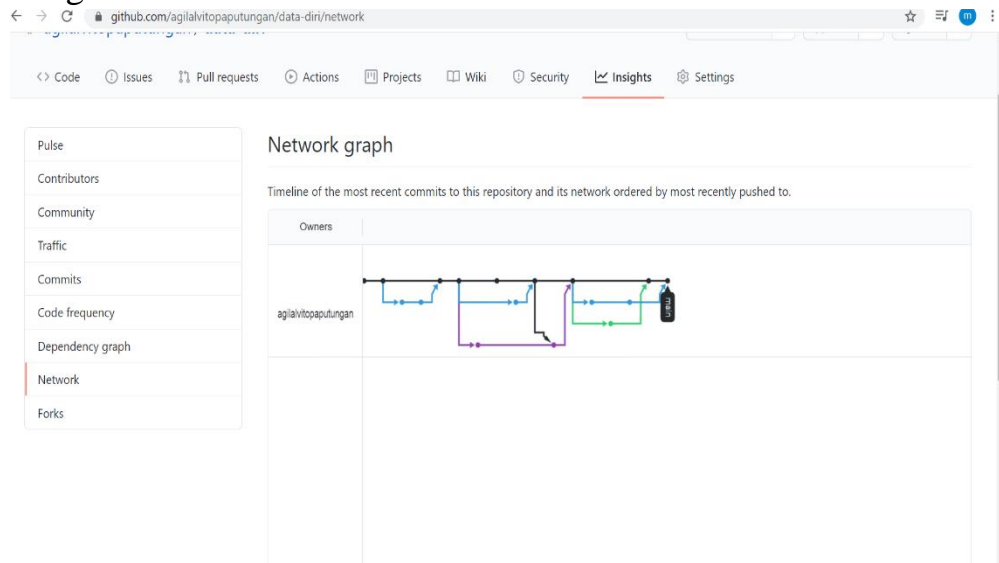 github.com/agilalvitopaputungan/data-diri/network
m
Code Issues Pull requests Actions Projects Wiki Security Insights Settings
Pulse
Contributors
Community
Traffic
Commits
Code frequency
Dependency graph
Network
Forks
Network graph
Timeline of the most recent commits to this repository and its network ordered by most recently pushed to.
Owners
agilalvitopaputungan
main